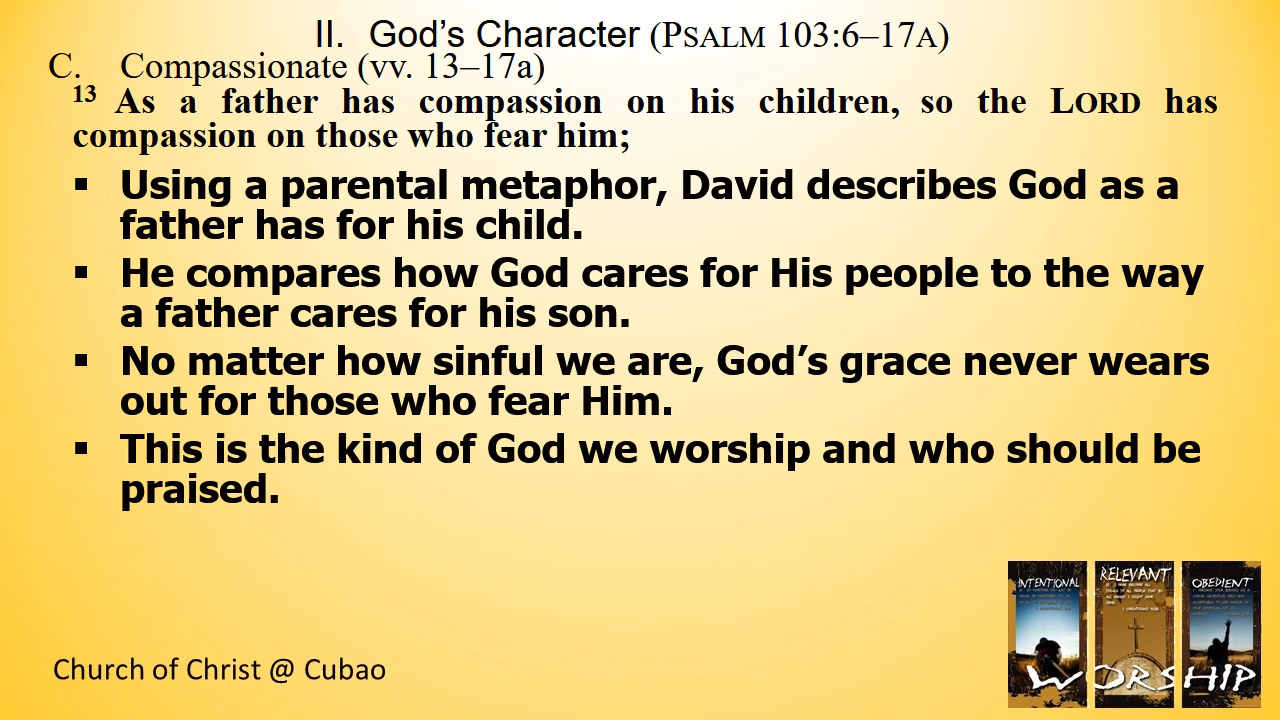 II. God’s Character (PSALM 103:6–17A)
C. Compassionate (vv. 13–17a)
13 As a father has compassion on his children, so the LORD has
compassion on those who fear him;
▪ Using a parental metaphor, David describes God as a
father has for his child.
▪ He compares how God cares for His people to the way
a father cares for his son.
▪ No matter how sinful we are, God’s grace never wears
out for those who fear Him.
▪ This is the kind of God we worship and who should be
praised.
INTENTIONAL
RELEVANT
OBEDIENT
WORSHIP
Church of Christ @ Cubao